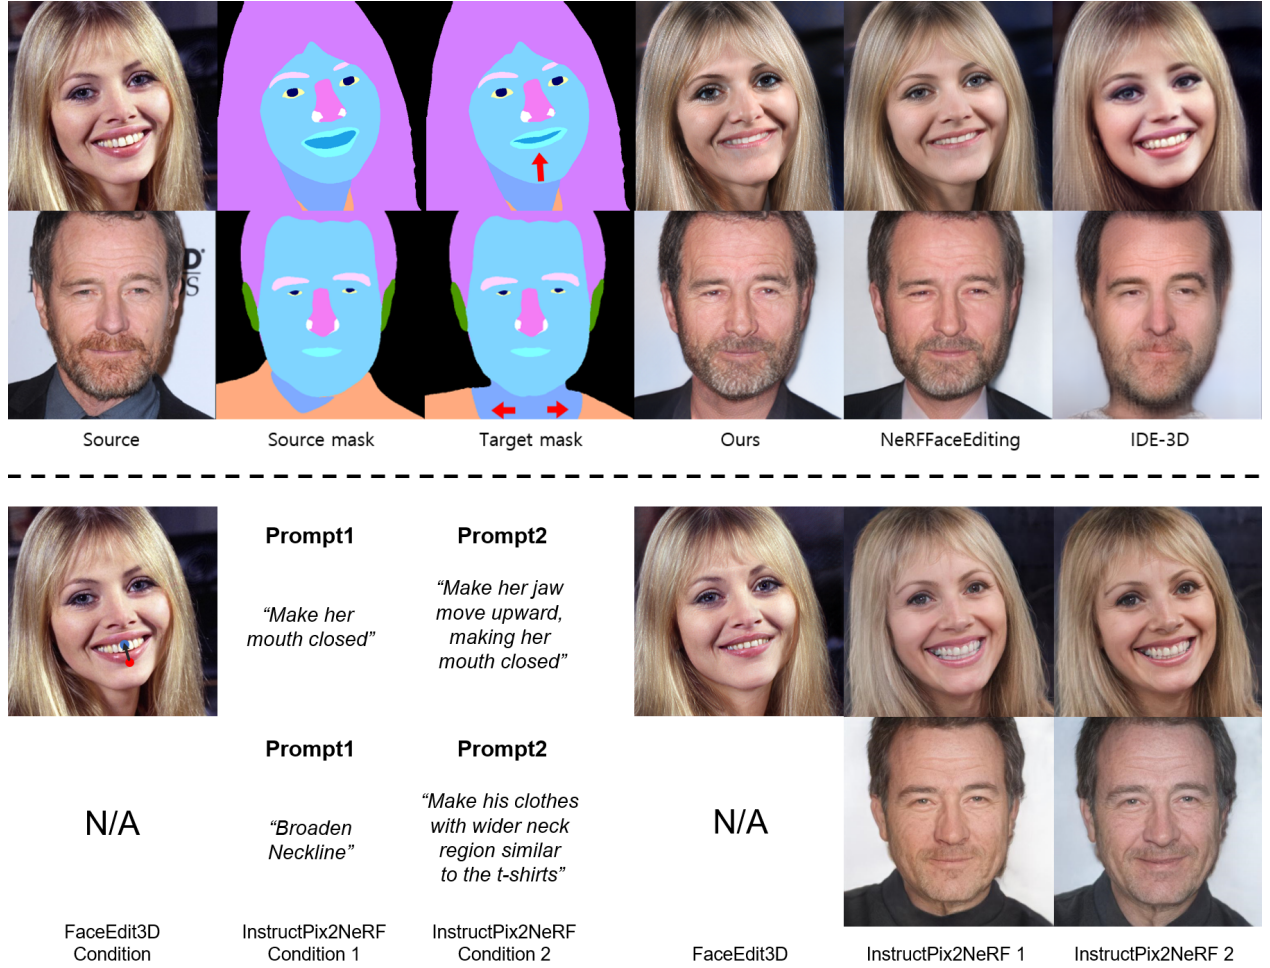 Source
Source mask
Target mask
Ours
NeRFFaceEditing
IDE-3D
Prompt1
Prompt2
“Make her
mouth closed”
“Make her jaw
move upward,
making her
mouth closed”
Prompt1
Prompt2
N/A
“Broaden
Neckline”
“Make his clothes
with wider neck
region similar
to the t-shirts”
N/A
FaceEdit3D
Condition
InstructPix2NeRF
Condition 1
InstructPix2NeRF
Condition 2
FaceEdit3D
InstructPix2NeRF 1
InstructPix2NeRF 2